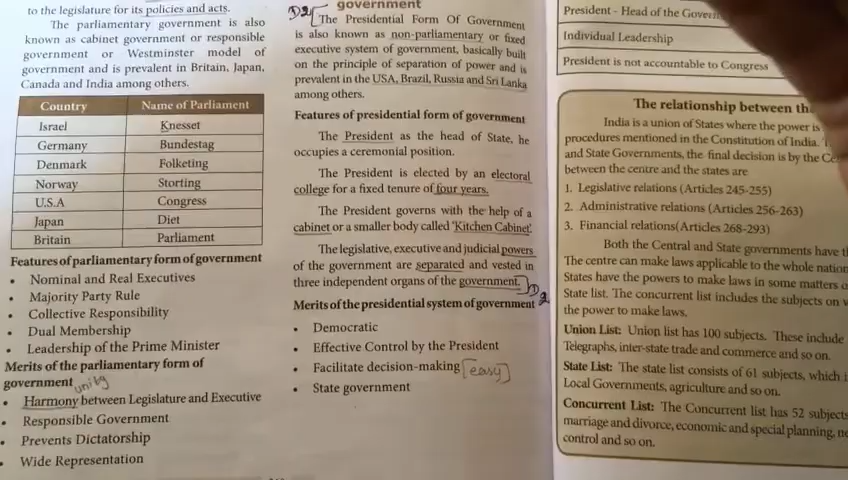 to the legislature for its policies and acts.
The parliamentary government is also
known as cabinet government or responsible
government or Westminster model of
government and is prevalent in Britain, Japan,
Canada and India among others.
Country Name of Parliament
Israel Knesset
Germany Bundestag
Denmark Folketing
Norway Storting
U.S.A Congress
Japan Diet
Britain Parliament
Features of parliamentary form of government
• Nominal and Real Executives
• Majority Party Rule
• Collective Responsibility
• Dual Membership
• Leadership of the Prime Minister
Merits of the parliamentary form of
government
unity
• Harmony between Legislature and Executive
• Responsible Government
• Prevents Dictatorship
• Wide Representation
government
The Presidential Form Of Government
is also known as non-parliamentary or fixed
executive system of government, basically built
on the principle of separation of power and is
prevalent in the USA, Brazil, Russia and Sri Lanka
among others.
Features of presidential form of government
The President as the head of State, he
occupies a ceremonial position.
The President is elected by an electoral
college for a fixed tenure of four years.
The President governs with the help of a
cabinet or a smaller body called 'Kitchen Cabinet'.
The legislative, executive and judicial powers
of the government are separated and vested in
three independent organs of the government.
Merits of the presidential system of government
• Democratic
• Effective Control by the President
• Facilitate decision-making [easy]
• State government
President - Head of the
Individual Leadership
President is not accountable to Congress
The relationship between
India is a union of States where the power is
procedures mentioned in the Constitution of India.
and State Governments, the final decision is by the
between the centre and the states are
1. Legislative relations (Articles 245-255)
2. Administrative relations (Articles 256-263)
3. Financial relations(Articles 268-293)
Both the Central and State governments have
The centre can make laws applicable to the whole
States have the powers to make laws in some matters
State list. The concurrent list includes the subjects on
the power to make laws.
Union List: Union list has 100 subjects. These include
Telegraphs, inter-state trade and commerce and so on.
State List: The state list consists of 61 subjects, which
Local Governments, agriculture and so on.
Concurrent List: The Concurrent list has 52 subjects
marriage and divorce, economic and special planning,
control and so on.